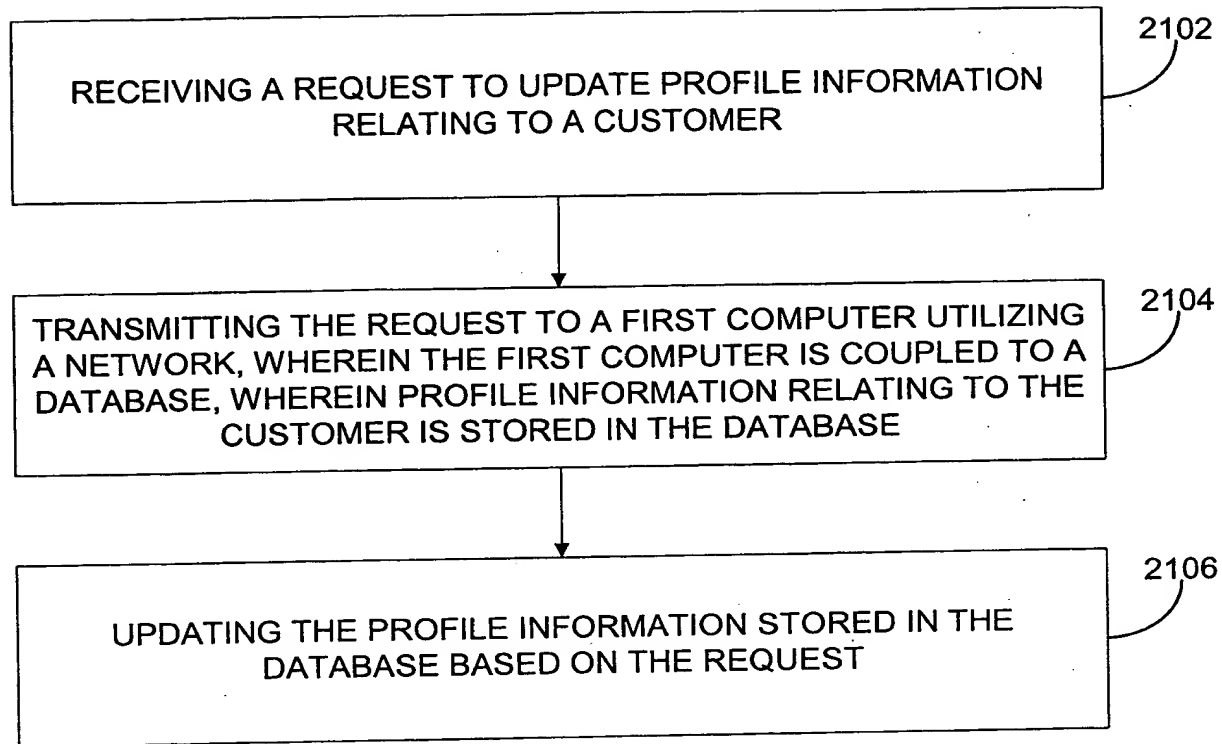 2102
RECEIVING A REQUEST TO UPDATE PROFILE INFORMATION
RELATING TO A CUSTOMER
2104
TRANSMITTING THE REQUEST TO A FIRST COMPUTER UTILIZING
A NETWORK, WHEREIN THE FIRST COMPUTER IS COUPLED TO A
DATABASE, WHEREIN PROFILE INFORMATION RELATING TO THE
CUSTOMER IS STORED IN THE DATABASE
2106
UPDATING THE PROFILE INFORMATION STORED IN THE
DATABASE BASED ON THE REQUEST